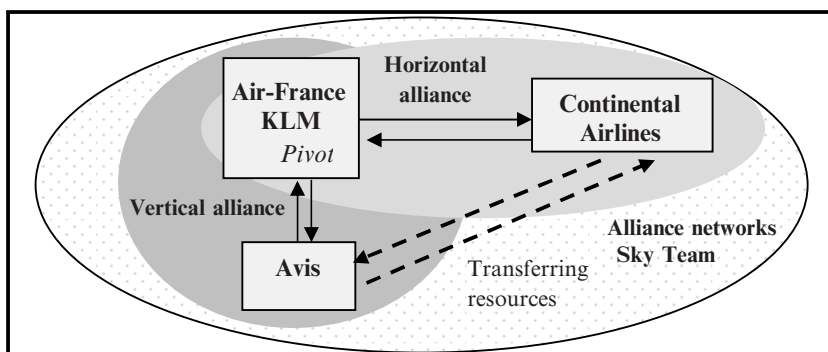 Horizontal
alliance
Air-France
KLM
Pivot
Continental
Airlines
Vertical alliance
Avis
Alliance networks
Sky Team
Transferring
resources